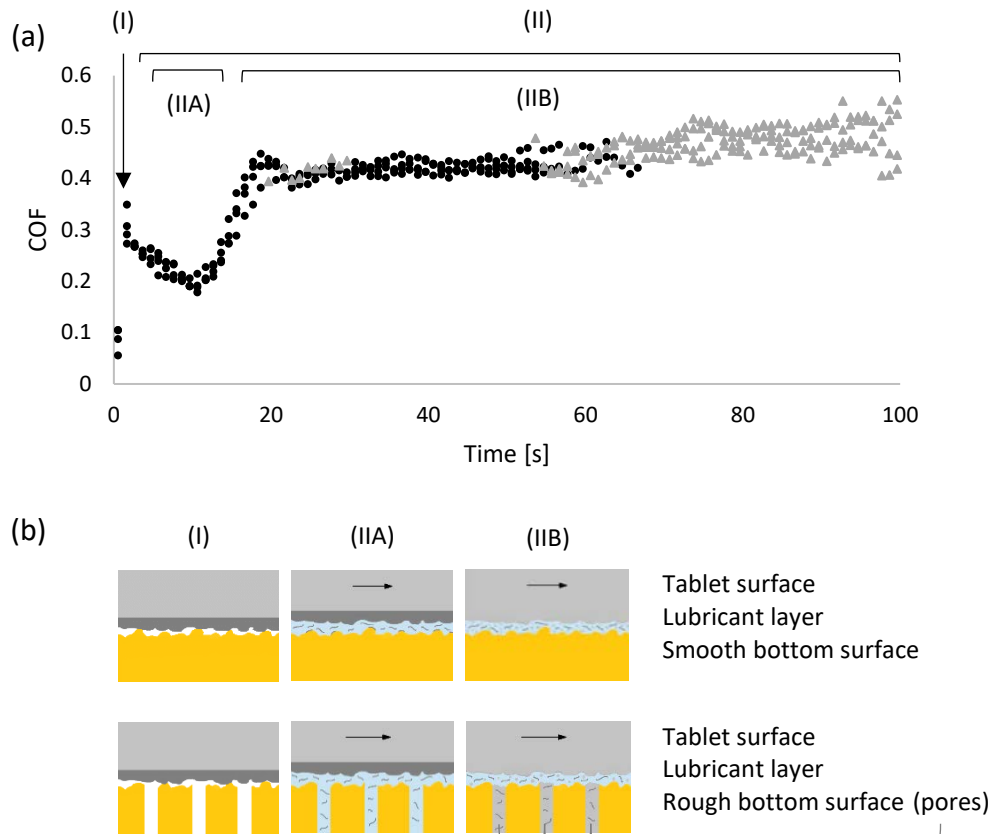 (I) (II)
(a)
0.6
(IIA) (IIB)
0.5
0.4
0.3
COF
0.2
0.1
0
0 20 40 60 80 100
Time [s]
(b)
(I) (IIA) (IIB)
Tablet surface
Lubricant layer
Smooth bottom surface
Tablet surface
Lubricant layer
Rough bottom surface (pores)